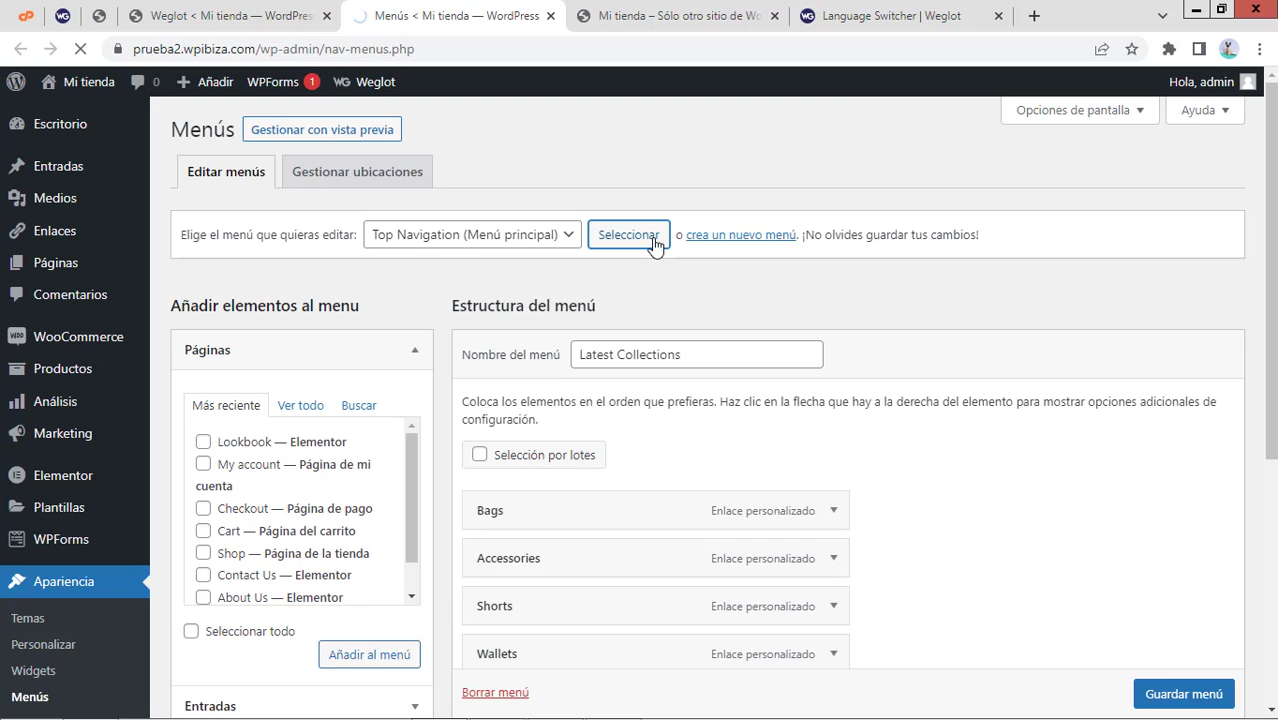 Weglot < Mi tienda — WordPres
Menús < Mi tienda — WordPress
Mi tienda – Sólo otro sitio de Wo
Language Switcher | Weglot
prueba2.wpibiza.com/wp-admin/nav-menus.php
Mi tienda
0
Añadir
WPForms 1
Weglot
Hola, admin
Escritorio
Entradas
Medios
Enlaces
Páginas
Comentarios
WooCommerce
Productos
Análisis
Marketing
Elementor
Plantillas
WPForms
Apariencia
Temas
Personalizar
Widgets
Menús
Opciones de pantalla
Ayuda
Menús
Gestionar con vista previa
Editar menús
Gestionar ubicaciones
Elige el menú que quieras editar: Top Navigation (Menú principal) Seleccionar o crea un nuevo menú. ¡No olvides guardar tus cambios!
Añadir elementos al menu
Páginas
Más reciente Ver todo Buscar
Lookbook — Elementor
My account — Página de mi
cuenta
Checkout — Página de pago
Cart — Página del carrito
Shop — Página de la tienda
Contact Us — Elementor
About Us — Elementor
Seleccionar todo
Añadir al menú
Entradas
Estructura del menú
Nombre del menú Latest Collections
Coloca los elementos en el orden que prefieras. Haz clic en la flecha que hay a la derecha del elemento para mostrar opciones adicionales de
configuración.
Selección por lotes
Bags Enlace personalizado
Accessories Enlace personalizado
Shorts Enlace personalizado
Wallets Enlace personalizado
Borrar menú
Guardar menú